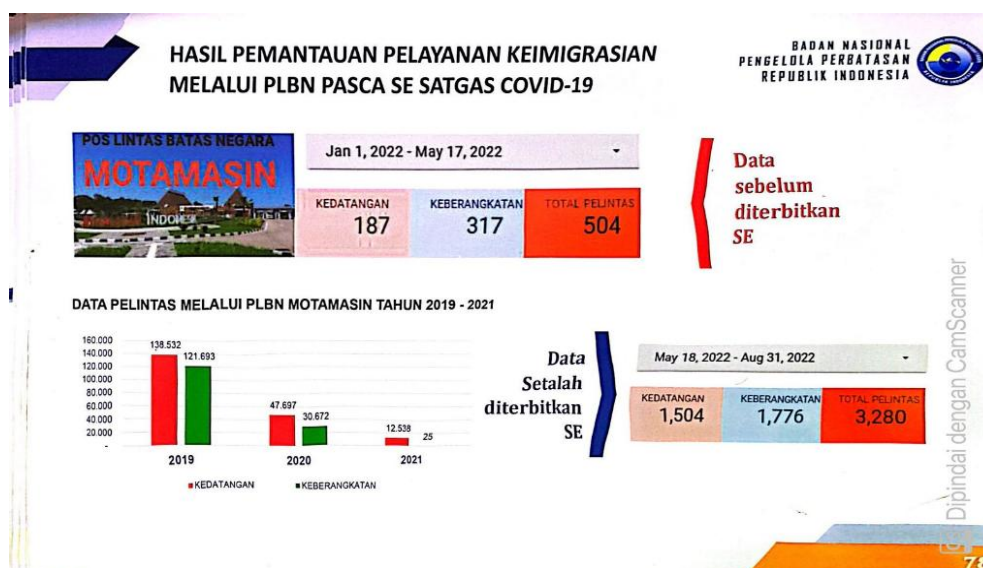 HASIL PEMANTAUAN PELAYANAN KEIMIGRASIAN
MELALUI PLBN PASCA SE SATGAS COVID-19
BADAN NASIONAL
PENGELOLA PERBATASAN
REPUBLIK INDONESIA
POS LINTAS BATAS NEGARA
MOTAMASIN
INDONESIA
Jan 1, 2022 - May 17, 2022
KEDATANGAN
187
KEBERANGKATAN
317
TOTAL PELINTAS
504
Data
sebelum
diterbitkan
SE
DATA PELINTAS MELALUI PLBN MOTAMASIN TAHUN 2019 - 2021
160.000
140.000
120.000
100.000
80.000
60.000
40.000
20.000
-
138.532
121.693
47.697
30.672
12.538
25
2019
2020
2021
KEDATANGAN
KEBERANGKATAN
Data
Setalah
diterbitkan
SE
May 18, 2022 - Aug 31, 2022
KEDATANGAN
1,504
KEBERANGKATAN
1,776
TOTAL PELINTAS
3,280
CS Dipindai dengan CamScanner